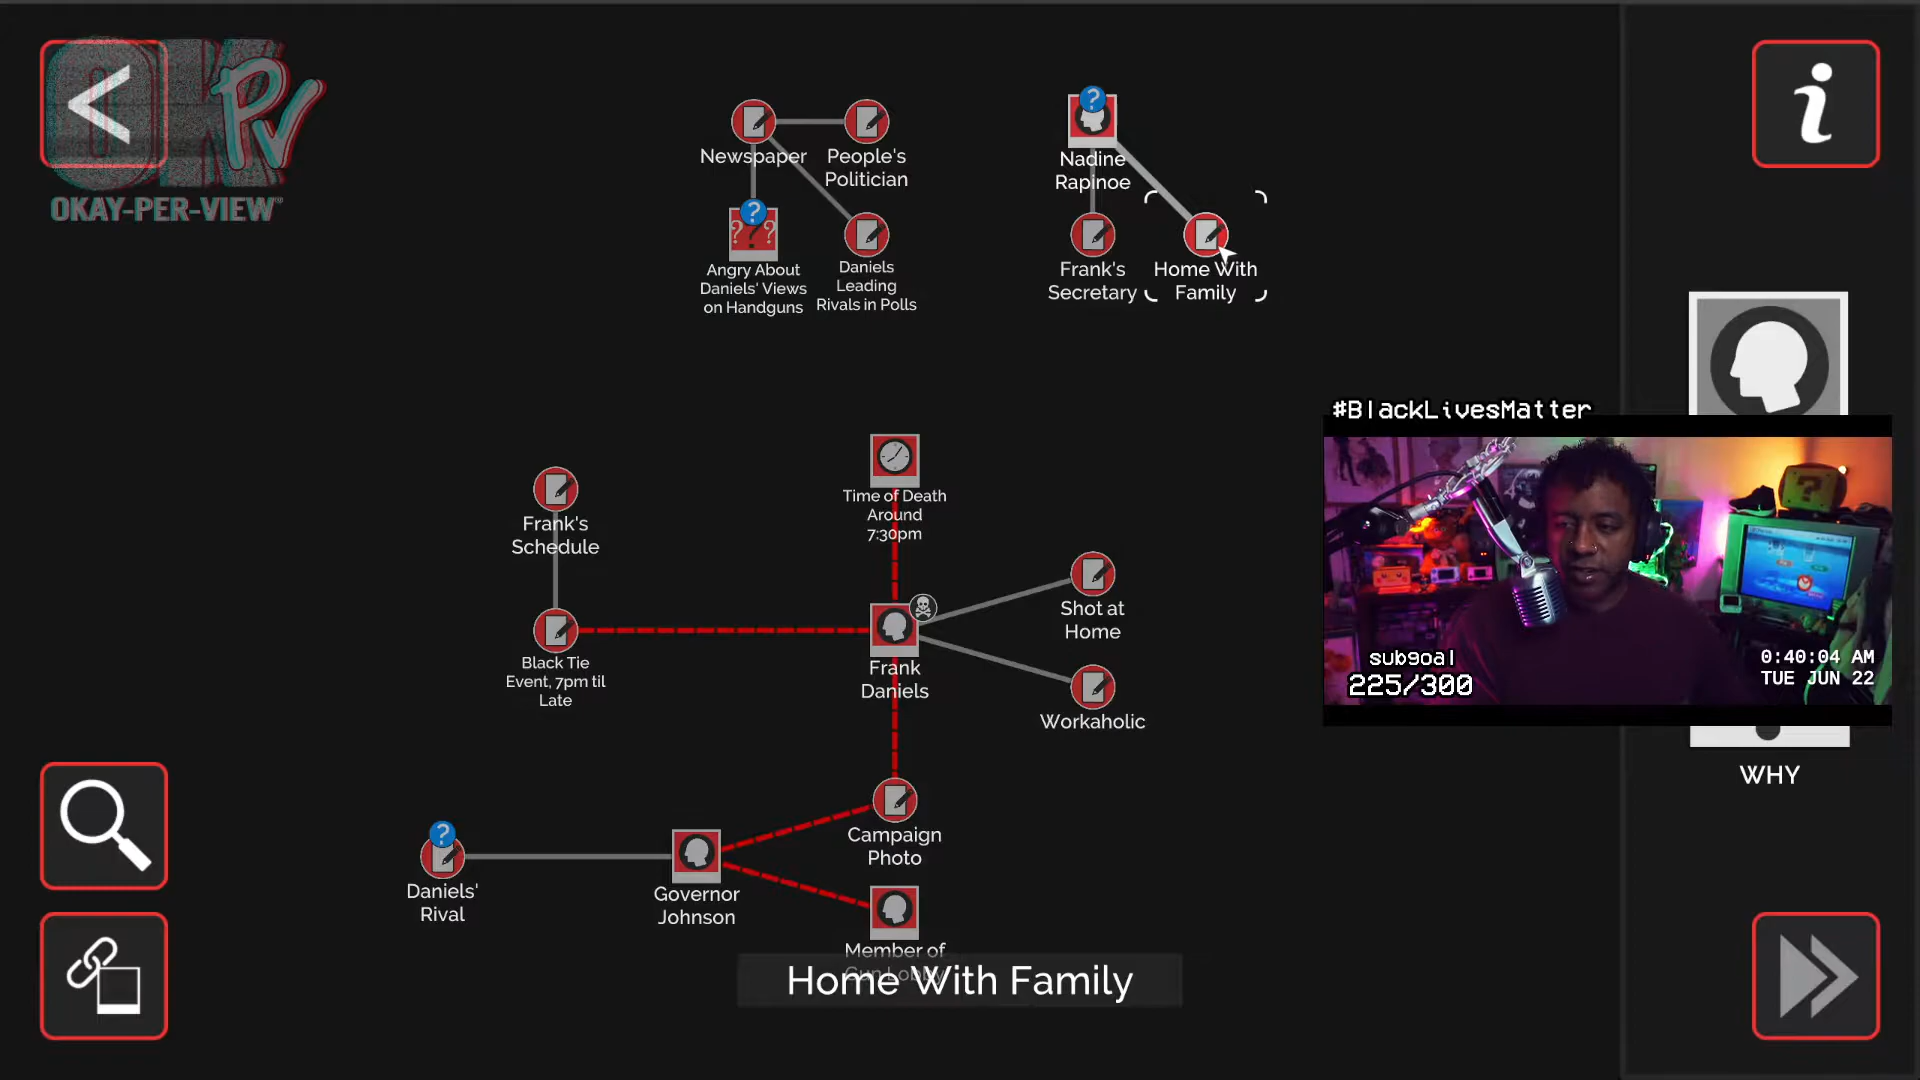 OKPV
OKAY-PER-VIEW
Newspaper
People's
Politician
?
Nadine
Rapinoe
?
? ? ?
Angry About
Daniels' Views
on Handguns
Daniels
Leading
Rivals in Polls
Frank's
Secretary
Home With
Family
i
#BlackLivesMatter
Time of Death
Around
7:30pm
Frank's
Schedule
Black Tie
Event, 7pm til
Late
Frank
Daniels
Shot at
Home
Workaholic
?
subgoal
225/300
0:40:04 AM
TUE JUN 22
WHY
?
Daniels'
Rival
Governor
Johnson
Campaign
Photo
Member of
Gun Lobby
Home With Family